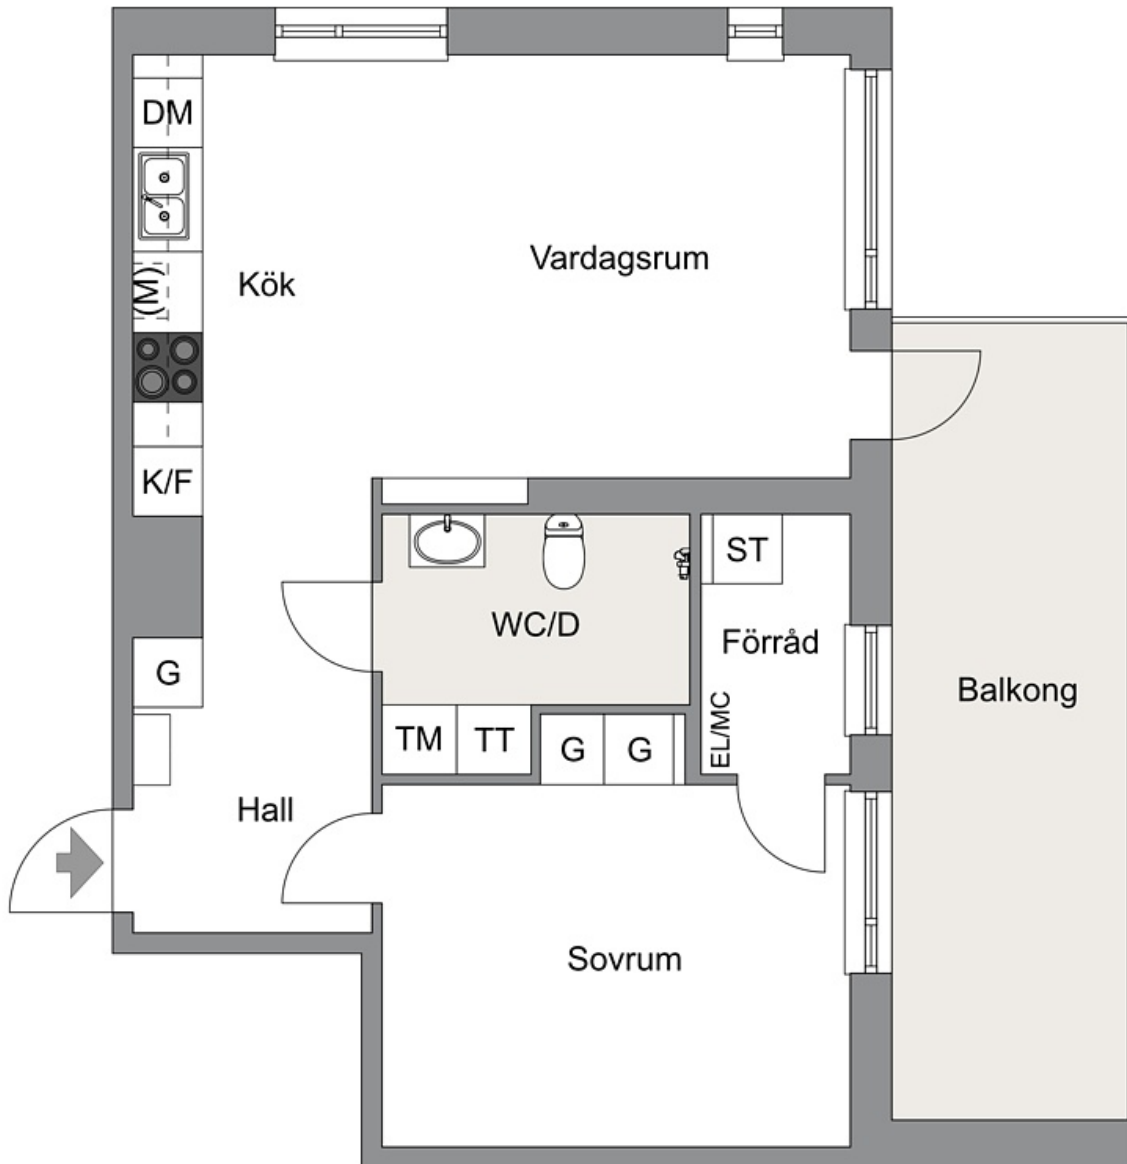 DM
Vardagsrum
Kök
(M)
K/F
ST
WC/D
Förråd
G
Balkong
EL/MC
TM
TT
G
G
Hall
Sovrum